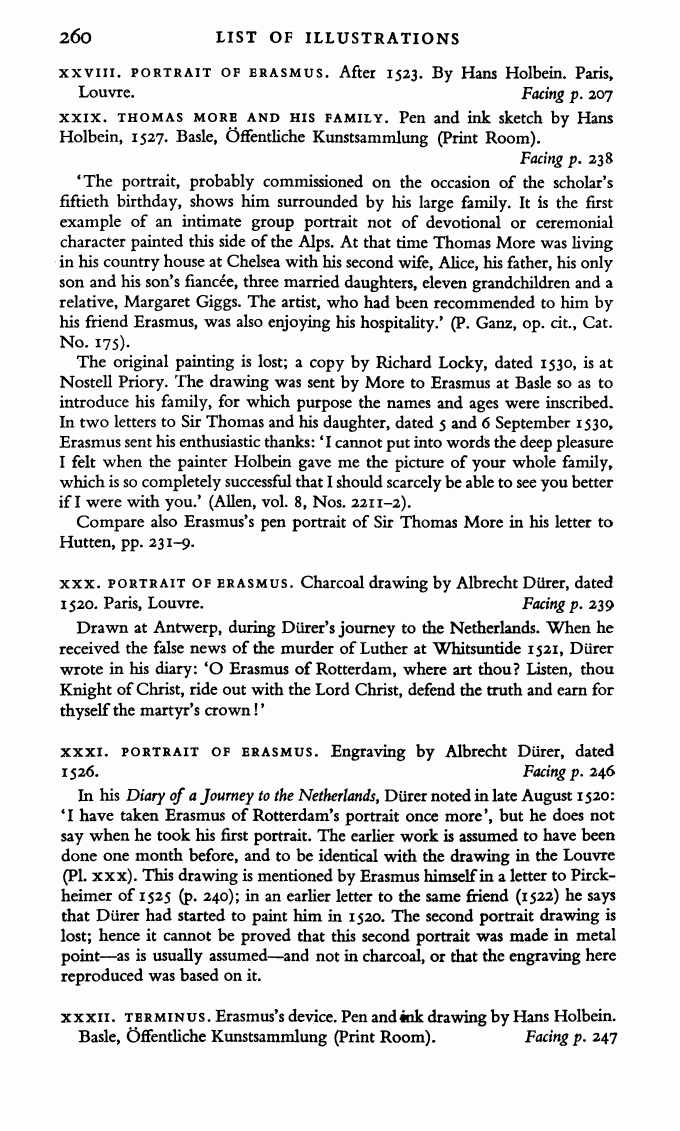 260 LIST OF ILLUSTRATIONS
XXVIII. PORTRAIT OF ERASMUS. After 1523. By Hans Holbein. Paris,
Louvre. Facing p. 207
XXIX. THOMAS MORE AND HIS FAMILY. Pen and ink sketch by Hans
Holbein, 1527. Basle, Öffentliche Kunstsammlung (Print Room).
Facing p. 238
‘The portrait, probably commissioned on the occasion of the scholar’s
fiftieth birthday, shows him surrounded by his large family. It is the first
example of an intimate group portrait not of devotional or ceremonial
character painted this side of the Alps. At that time Thomas More was living
in his country house at Chelsea with his second wife, Alice, his father, his only
son and his son’s fiancée, three married daughters, eleven grandchildren and a
relative, Margaret Giggs. The artist, who had been recommended to him by
his friend Erasmus, was also enjoying his hospitality.’ (P. Ganz, op. cit., Cat.
No. 175).
The original painting is lost; a copy by Richard Locky, dated 1530, is at
Nostell Priory. The drawing was sent by More to Erasmus at Basle so as to
introduce his family, for which purpose the names and ages were inscribed.
In two letters to Sir Thomas and his daughter, dated 5 and 6 September 1530,
Erasmus sent his enthusiastic thanks: ‘I cannot put into words the deep pleasure
I felt when the painter Holbein gave me the picture of your whole family,
which is so completely successful that I should scarcely be able to see you better
if I were with you.’ (Allen, vol. 8, Nos. 2211–2).
Compare also Erasmus’s pen portrait of Sir Thomas More in his letter to
Hutten, pp. 231–9.
XXX. PORTRAIT OF ERASMUS. Charcoal drawing by Albrecht Dürer, dated
1520. Paris, Louvre. Facing p. 239
Drawn at Antwerp, during Dürer’s journey to the Netherlands. When he
received the false news of the murder of Luther at Whitsuntide 1521, Dürer
wrote in his diary: ‘O Erasmus of Rotterdam, where art thou? Listen, thou
Knight of Christ, ride out with the Lord Christ, defend the truth and earn for
thyself the martyr’s crown!’
XXXI. PORTRAIT OF ERASMUS. Engraving by Albrecht Dürer, dated
1526. Facing p. 246
In his Diary of a Journey to the Netherlands, Dürer noted in late August 1520:
‘I have taken Erasmus of Rotterdam’s portrait once more’, but he does not
say when he took his first portrait. The earlier work is assumed to have been
done one month before, and to be identical with the drawing in the Louvre
(Pl. XXX). This drawing is mentioned by Erasmus himself in a letter to Pirck-
heimer of 1525 (p. 240); in an earlier letter to the same friend (1522) he says
that Dürer had started to paint him in 1520. The second portrait drawing is
lost; hence it cannot be proved that this second portrait was made in metal
point—as is usually assumed—and not in charcoal, or that the engraving here
reproduced was based on it.
XXXII. TERMINUS. Erasmus’s device. Pen and ink drawing by Hans Holbein.
Basle, Öffentliche Kunstsammlung (Print Room). Facing p. 247